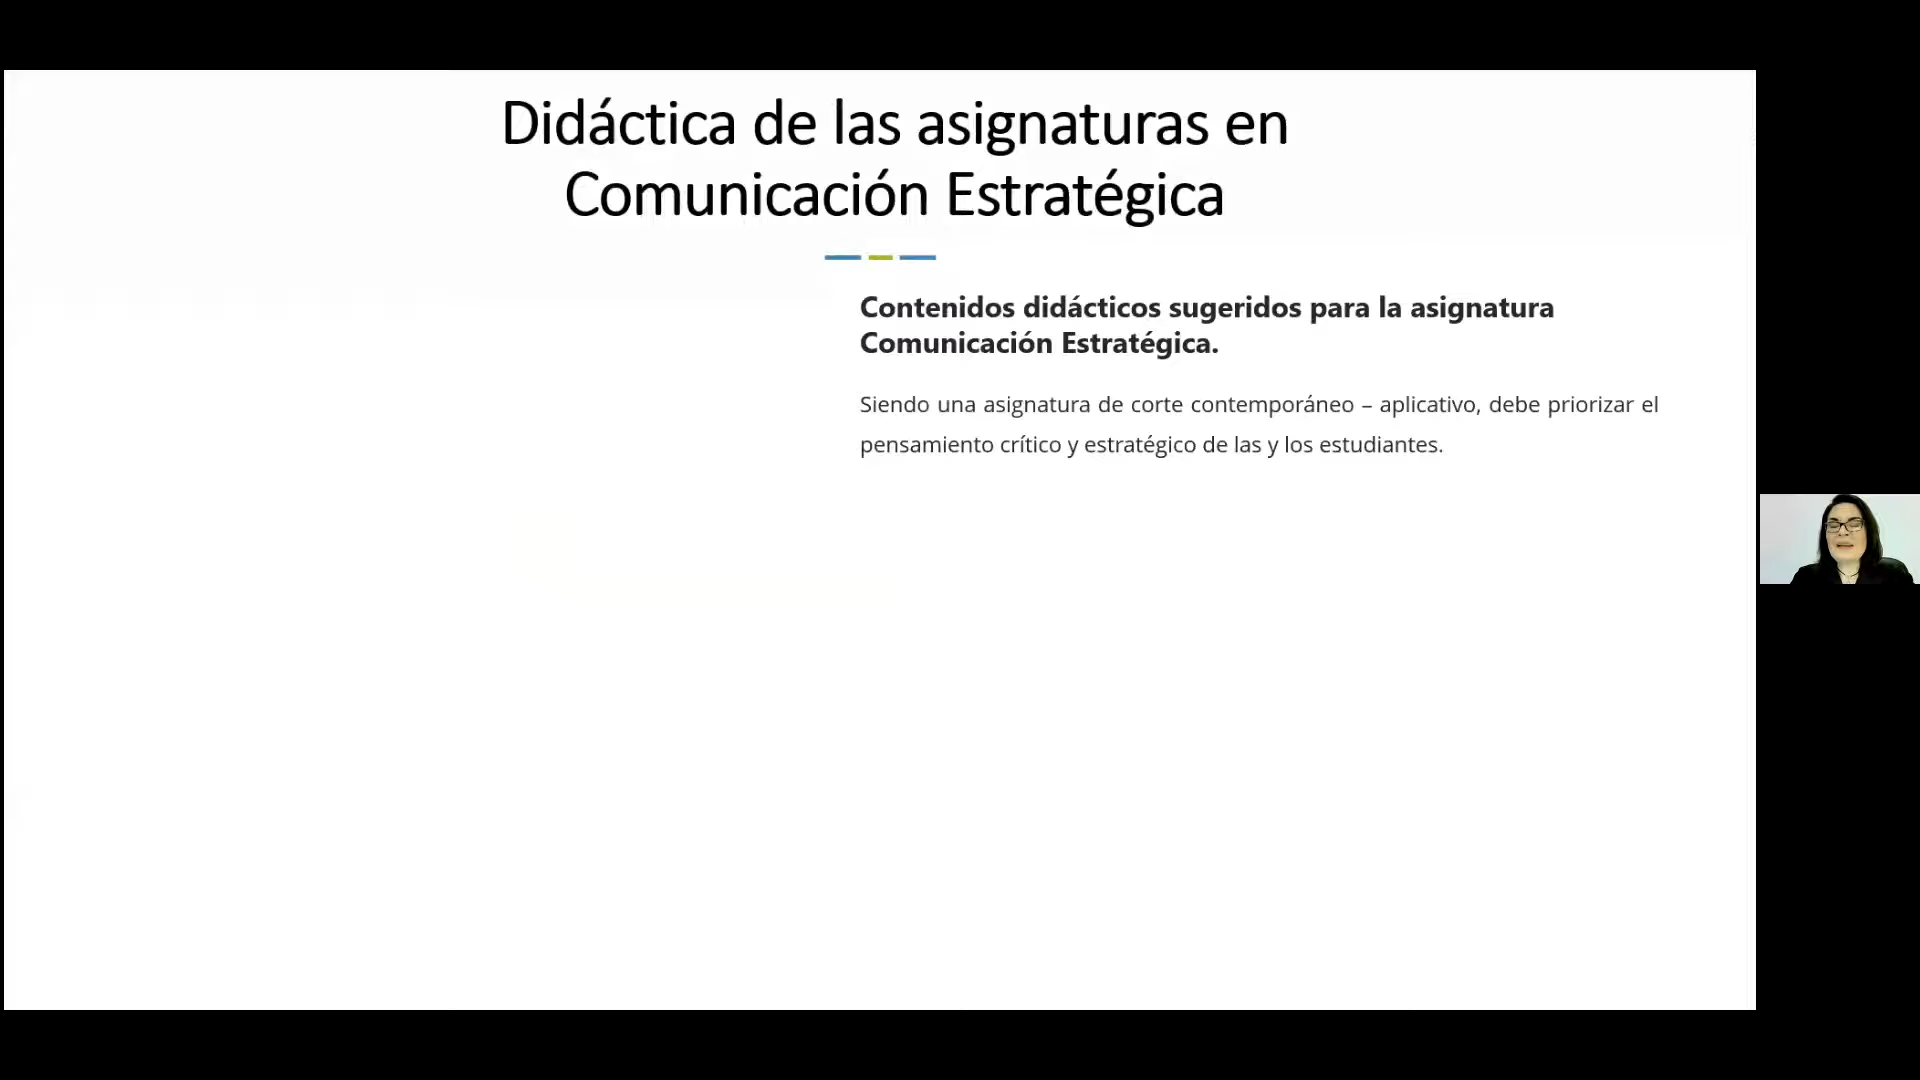 Didáctica de las asignaturas en
Comunicación Estratégica
Contenidos didácticos sugeridos para la asignatura
Comunicación Estratégica.
Siendo una asignatura de corte contemporáneo – aplicativo, debe priorizar el
pensamiento crítico y estratégico de las y los estudiantes.